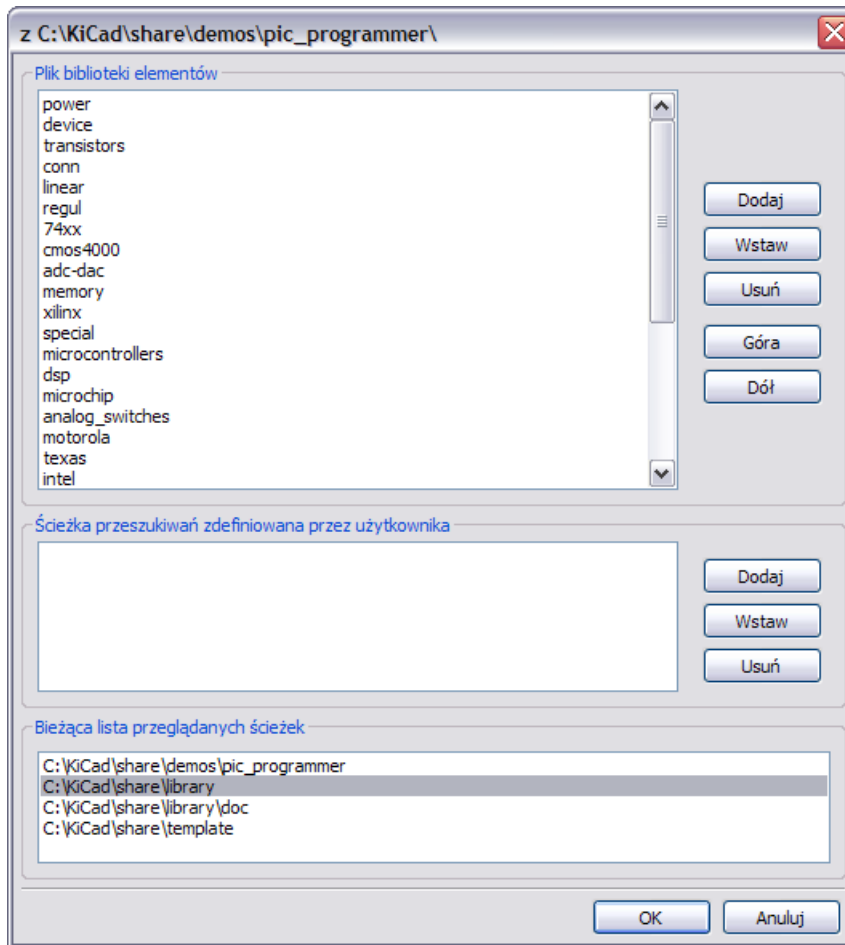 z C:\KiCad\share\demos\pic_programmer\
Plik biblioteki elementów
power
device
transistors
conn
linear
regul
74xx
cmos4000
adc-dac
memory
xilinx
special
microcontrollers
dsp
microchip
analog_switches
motorola
texas
intel
Dodaj
Wstaw
Usuń
Góra
Dół
Ścieżka przeszukiwań zdefiniowana przez użytkownika
Dodaj
Wstaw
Usuń
Bieżąca lista przeglądanych ścieżek
C:\KiCad\share\demos\pic_programmer
C:\KiCad\share\library
C:\KiCad\share\library\doc
C:\KiCad\share\template
OK
Anuluj